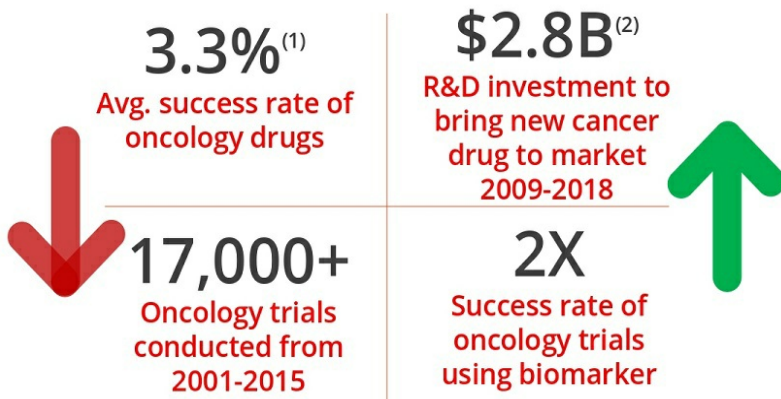 3.3%(1)
Avg. success rate of
oncology drugs
$2.8B(2)
R&D investment to
bring new cancer
drug to market
2009-2018
17,000+
Oncology trials
conducted from
2001-2015
2X
Success rate of
oncology trials
using biomarker